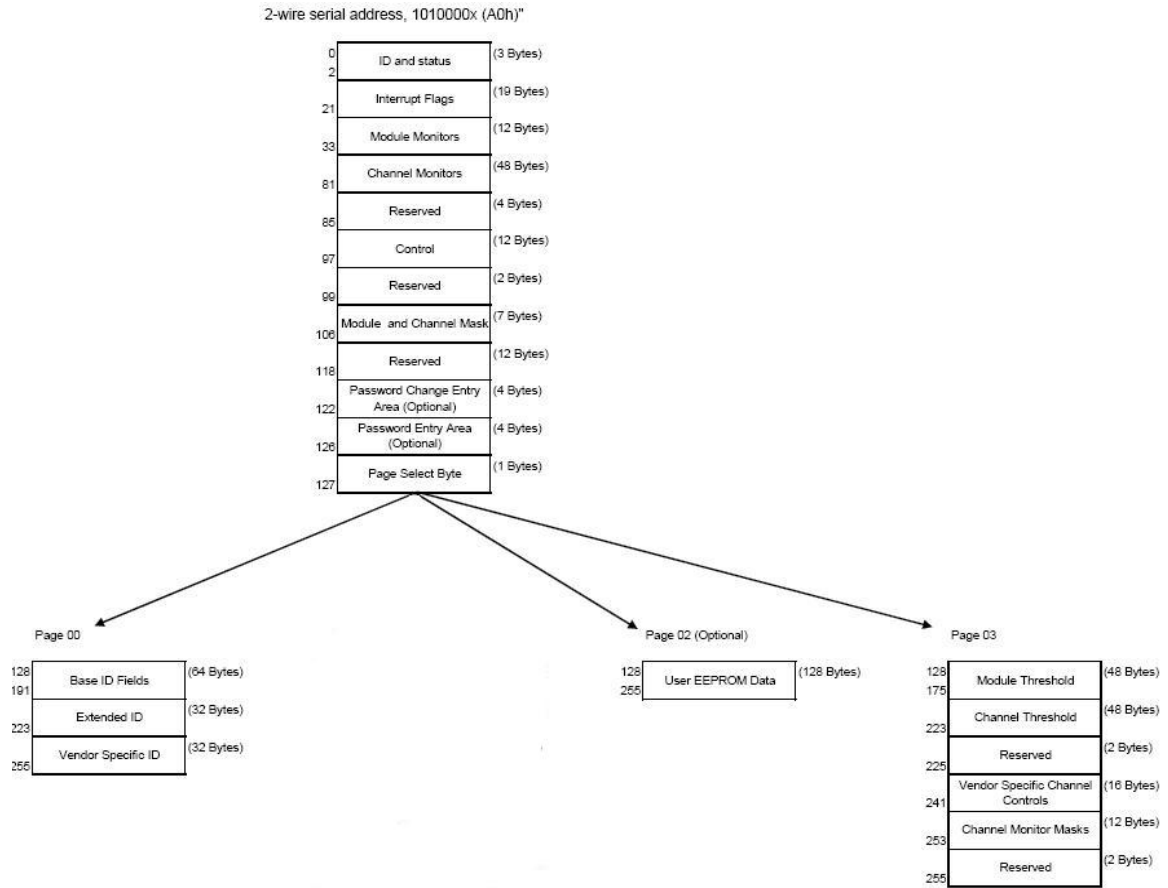 2-wire serial address, 1010000x (A0h)"
0
2
ID and status
(3 Bytes)
21
Interrupt Flags
(19 Bytes)
33
Module Monitors
(12 Bytes)
81
Channel Monitors
(48 Bytes)
85
Reserved
(4 Bytes)
97
Control
(12 Bytes)
99
Reserved
(2 Bytes)
106
Module and Channel Mask
(7 Bytes)
118
Reserved
(12 Bytes)
122
Password Change Entry
Area (Optional)
(4 Bytes)
126
Password Entry Area
(Optional)
(4 Bytes)
127
Page Select Byte
(1 Bytes)
Page 00
128
191
Base ID Fields
(64 Bytes)
223
Extended ID
(32 Bytes)
255
Vendor Specific ID
(32 Bytes)
Page 02 (Optional)
128
255
User EEPROM Data
(128 Bytes)
Page 03
128
175
Module Threshold
(48 Bytes)
223
Channel Threshold
(48 Bytes)
225
Reserved
(2 Bytes)
241
Vendor Specific Channel
Controls
(16 Bytes)
253
Channel Monitor Masks
(12 Bytes)
255
Reserved
(2 Bytes)